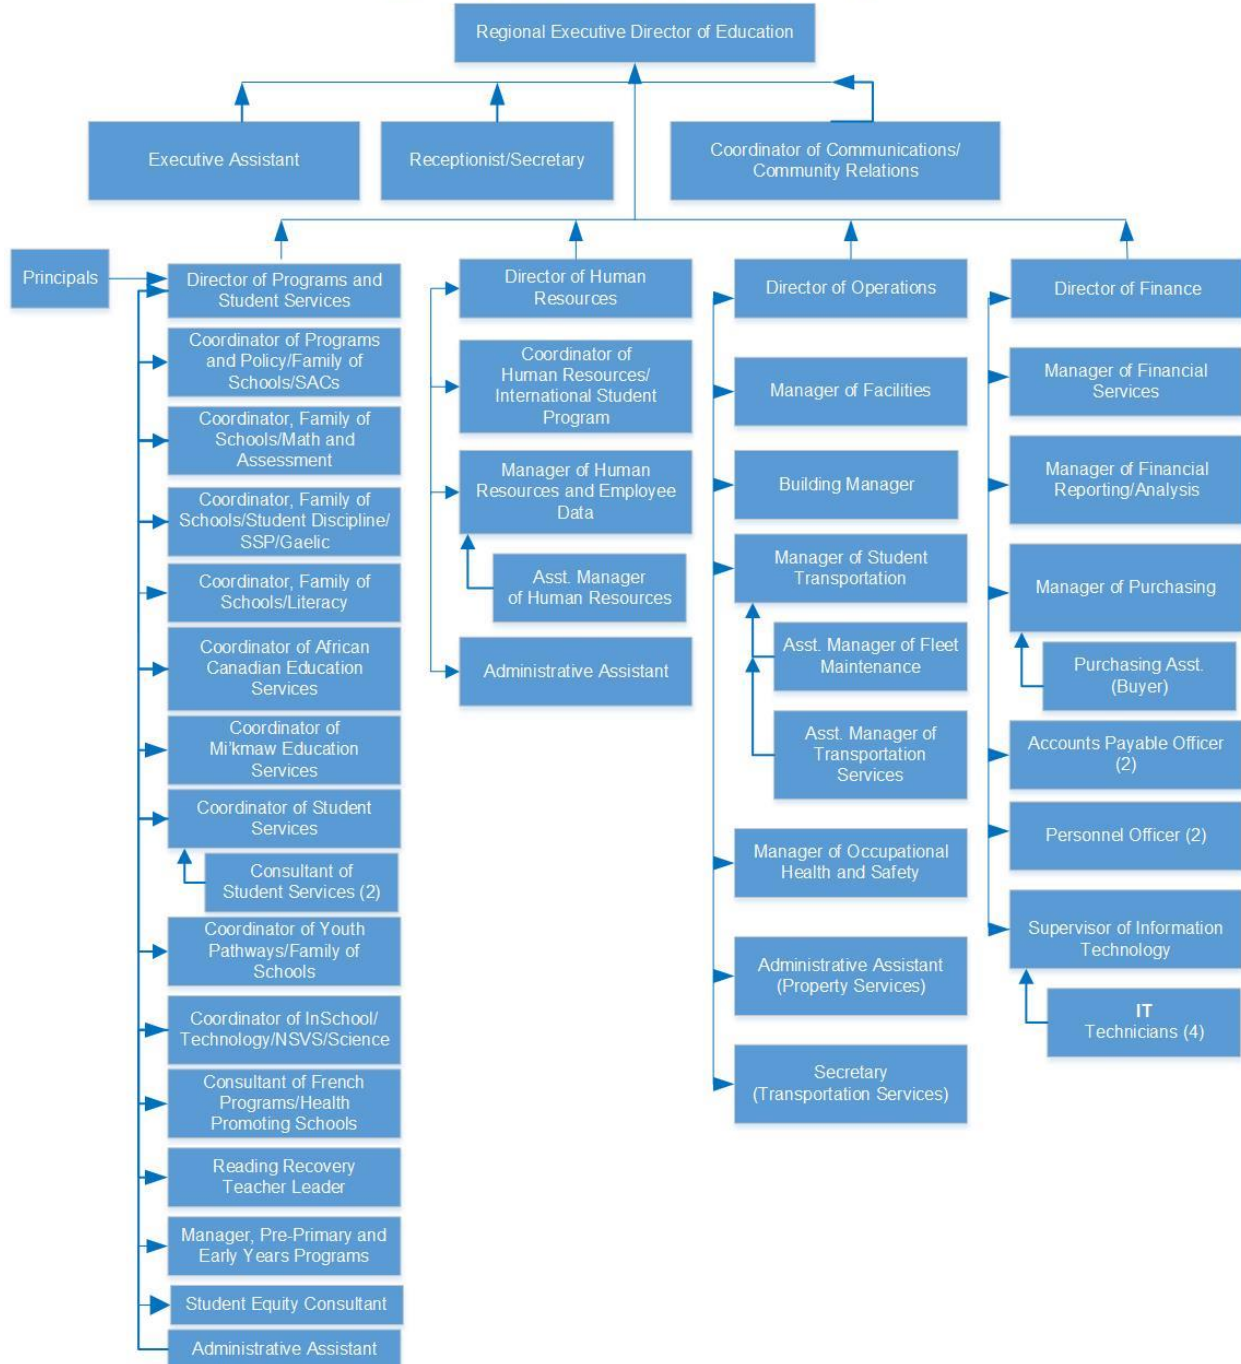 Regional Executive Director of Education
Executive Assistant
Receptionist/Secretary
Coordinator of Communications/
Community Relations
Principals
Director of Programs and
Student Services
Coordinator of Programs
and Policy/Family of
Schools/SACs
Coordinator, Family of
Schools/Math and
Assessment
Coordinator, Family of
Schools/Student Discipline/
SSP/Gaelic
Coordinator, Family of
Schools/Literacy
Coordinator of African
Canadian Education
Services
Coordinator of
Mi'kmaw Education
Services
Coordinator of Student
Services
Consultant of
Student Services (2)
Coordinator of Youth
Pathways/Family of
Schools
Coordinator of InSchool/
Technology/NSVS/Science
Consultant of French
Programs/Health
Promoting Schools
Reading Recovery
Teacher Leader
Manager, Pre-Primary and
Early Years Programs
Student Equity Consultant
Administrative Assistant
Director of Human
Resources
Coordinator of
Human Resources/
International Student
Program
Manager of Human
Resources and Employee
Data
Asst. Manager
of Human Resources
Administrative Assistant
Director of Operations
Manager of Facilities
Building Manager
Manager of Student
Transportation
Asst. Manager of Fleet
Maintenance
Asst. Manager of
Transportation
Services
Manager of Occupational
Health and Safety
Administrative Assistant
(Property Services)
Secretary
(Transportation Services)
Director of Finance
Manager of Financial
Services
Manager of Financial
Reporting/Analysis
Manager of Purchasing
Purchasing Asst.
(Buyer)
Accounts Payable Officer
(2)
Personnel Officer (2)
Supervisor of Information
Technology
IT
Technicians (4)